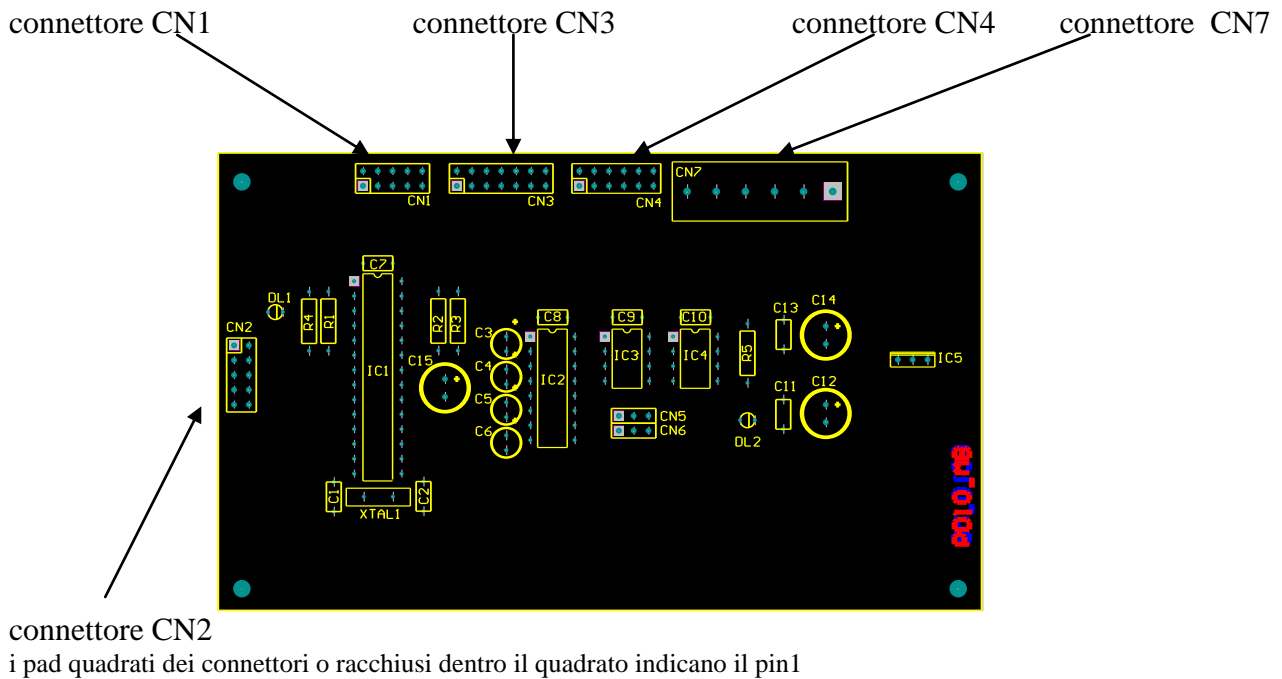 connettore CN1 connettore CN3 connettore CN4 connettore CN7
CN7
CN1 CN3 CN4
C7
DL1
CN2
R4 R1 R2 R3
C3 C4 C5 C6
C8 C9 C10
C13 C14
IC1 C15 IC2 IC3 IC4 R5 IC5
C11 C12
CN5
CN6
DL2
C1 C2
XTAL1
connettore CN2
i pad quadrati dei connettori o racchiusi dentro il quadrato indicano il pin1